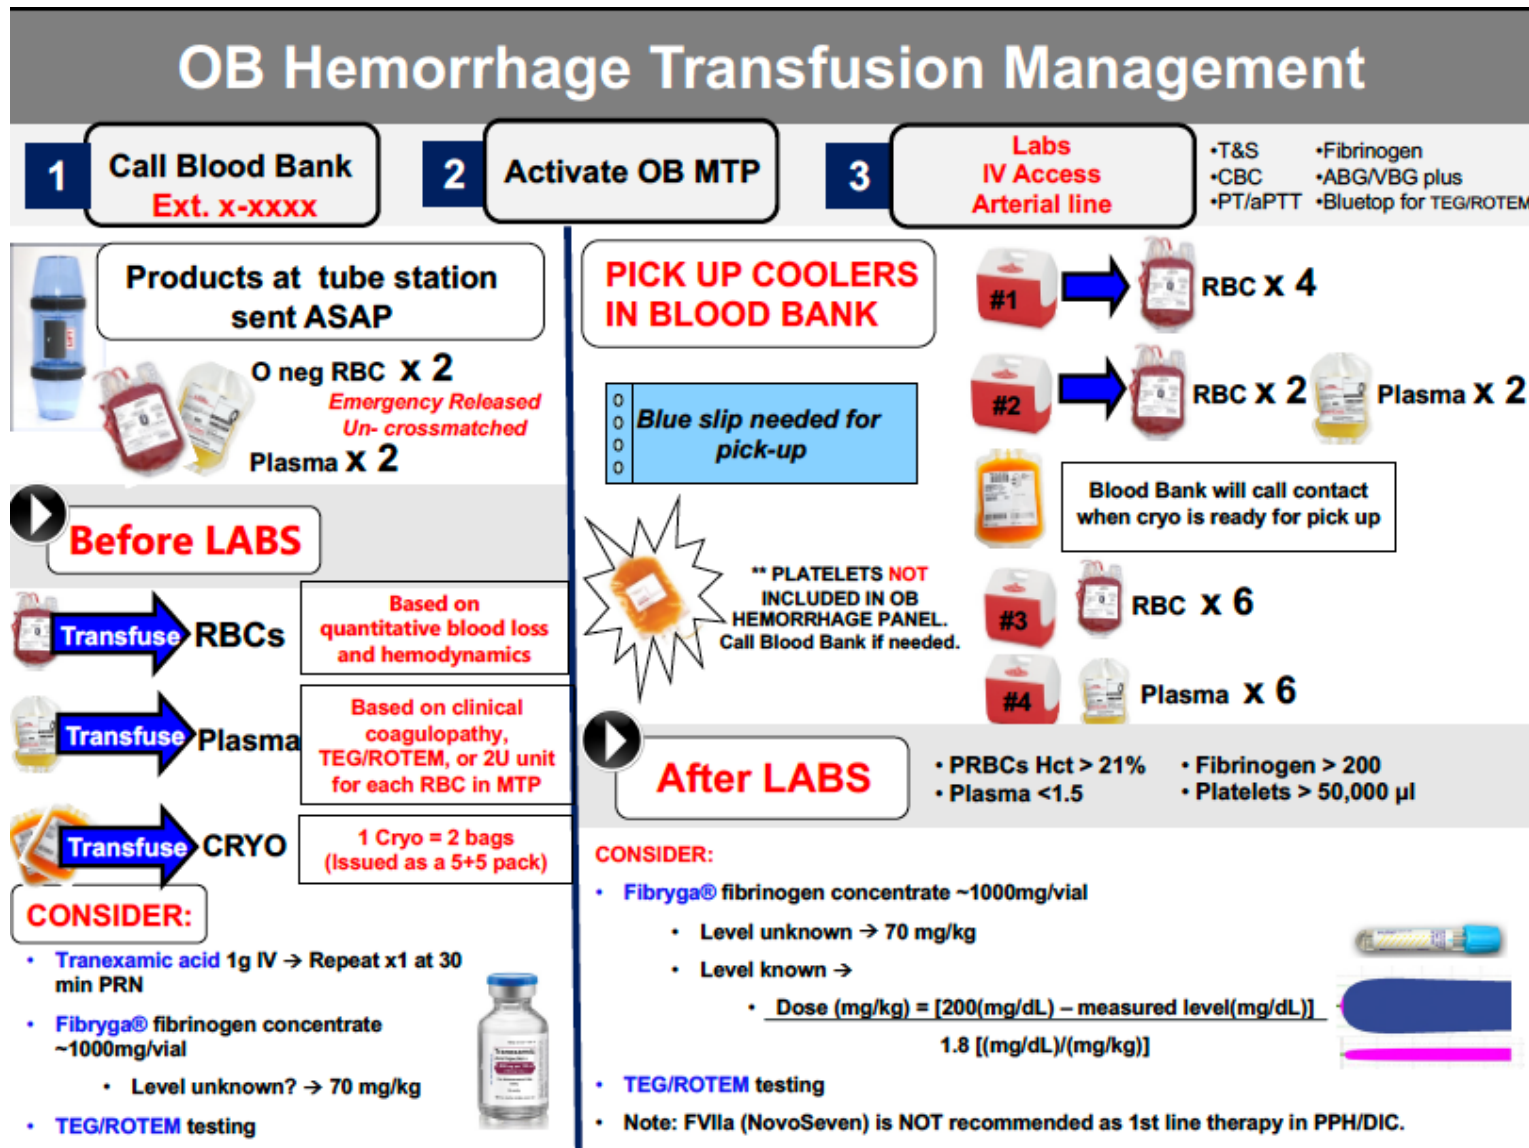 OB Hemorrhage Transfusion Management
1
Call Blood Bank
Ext. x-xxxx
2
Activate OB MTP
3
Labs
IV Access
Arterial line
•T&S
•CBC
•PT/aPTT
•Fibrinogen
•ABG/VBG plus
•Bluetop for TEG/ROTEM
Products at tube station
sent ASAP
O neg RBC x 2
Emergency Released
Un- crossmatched
Plasma x 2
Before LABS
Transfuse RBCs
Based on
quantitative blood loss
and hemodynamics
Transfuse Plasma
Based on clinical
coagulopathy,
TEG/ROTEM, or 2U unit
for each RBC in MTP
Transfuse CRYO
1 Cryo = 2 bags
(Issued as a 5+5 pack)
CONSIDER:
• Tranexamic acid 1g IV → Repeat x1 at 30
min PRN
• Fibryga® fibrinogen concentrate
~1000mg/vial
• Level unknown? → 70 mg/kg
• TEG/ROTEM testing
Tranexamic
PICK UP COOLERS
IN BLOOD BANK
Blue slip needed for
pick-up
** PLATELETS NOT
INCLUDED IN OB
HEMORRHAGE PANEL.
Call Blood Bank if needed.
#1
RBC x 4
#2
RBC x 2
Plasma x 2
Blood Bank will call contact
when cryo is ready for pick up
#3
RBC x 6
#4
Plasma x 6
After LABS
• PRBCs Hct > 21%
• Plasma <1.5
• Fibrinogen > 200
• Platelets > 50,000 µl
CONSIDER:
• Fibryga® fibrinogen concentrate ~1000mg/vial
• Level unknown → 70 mg/kg
• Level known →
• Dose (mg/kg) = [200(mg/dL) – measured level(mg/dL)]
1.8 [(mg/dL)/(mg/kg)]
• TEG/ROTEM testing
• Note: FVIIa (NovoSeven) is NOT recommended as 1st line therapy in PPH/DIC.